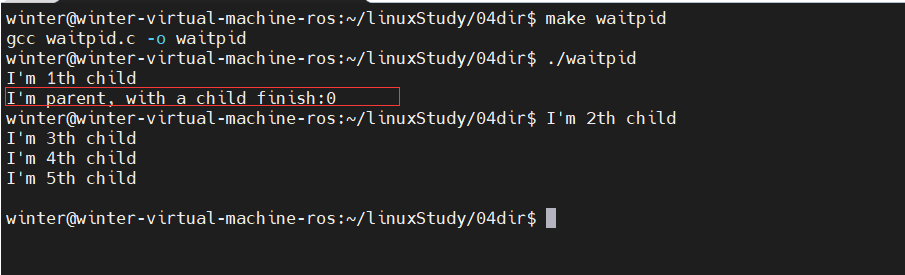 winter@winter-virtual-machine-ros:~/linuxStudy/04dir$ make waitpid
gcc waitpid.c -o waitpid
winter@winter-virtual-machine-ros:~/linuxStudy/04dir$ ./waitpid
I'm 1th child
I'm parent, with a child finish:0
winter@winter-virtual-machine-ros:~/linuxStudy/04dir$ I'm 2th child
I'm 3th child
I'm 4th child
I'm 5th child
winter@winter-virtual-machine-ros:~/linuxStudy/04dir$